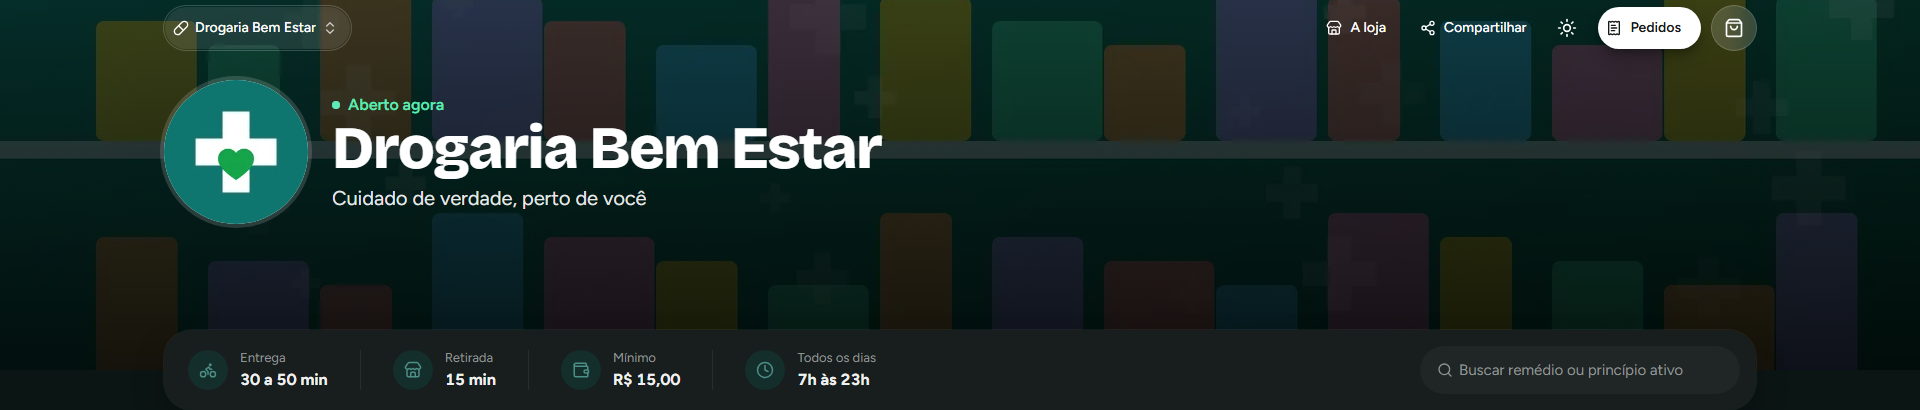 Drogaria Bem Estar
A loja
Compartilhar
Pedidos
Aberto agora
Drogaria Bem Estar
Cuidado de verdade, perto de você
Entrega
30 a 50 min
Retirada
15 min
Mínimo
R$ 15,00
Todos os dias
7h às 23h
Buscar remédio ou princípio ativo